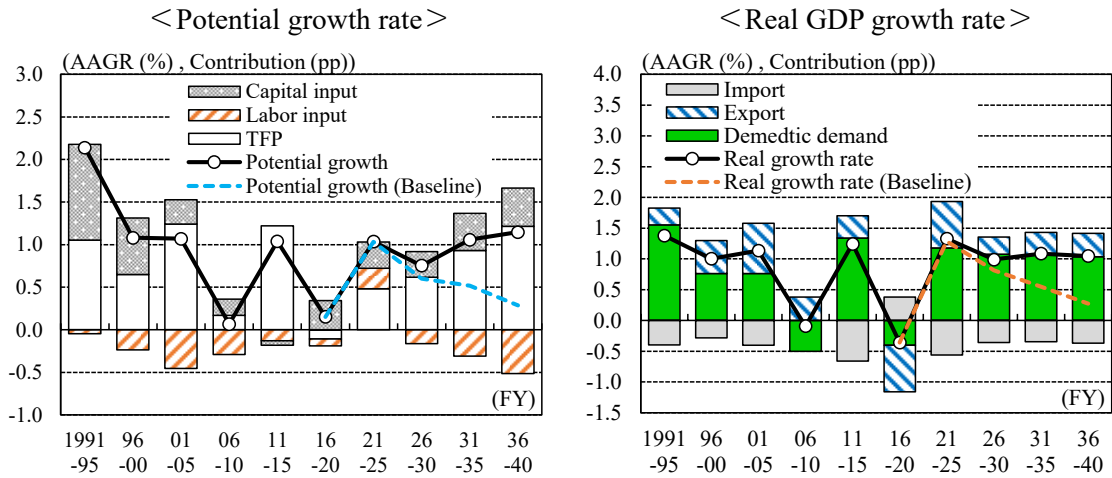 ＜Potential growth rate＞
(AAGR (%) , Contribution (pp))
3.0
2.5
2.0
1.5
1.0
0.5
0.0
-0.5
-1.0
Capital input
Labor input
TFP
Potential growth
Potential growth (Baseline)
(FY)
1991 96 01 06 11 16 21 26 31 36
-95 -00 -05 -10 -15 -20 -25 -30 -35 -40
＜Real GDP growth rate＞
(AAGR (%) , Contribution (pp))
4.0
3.5
3.0
2.5
2.0
1.5
1.0
0.5
0.0
-0.5
-1.0
-1.5
Import
Export
Demedtic demand
Real growth rate
Real growth rate (Baseline)
(FY)
1991 96 01 06 11 16 21 26 31 36
-95 -00 -05 -10 -15 -20 -25 -30 -35 -40